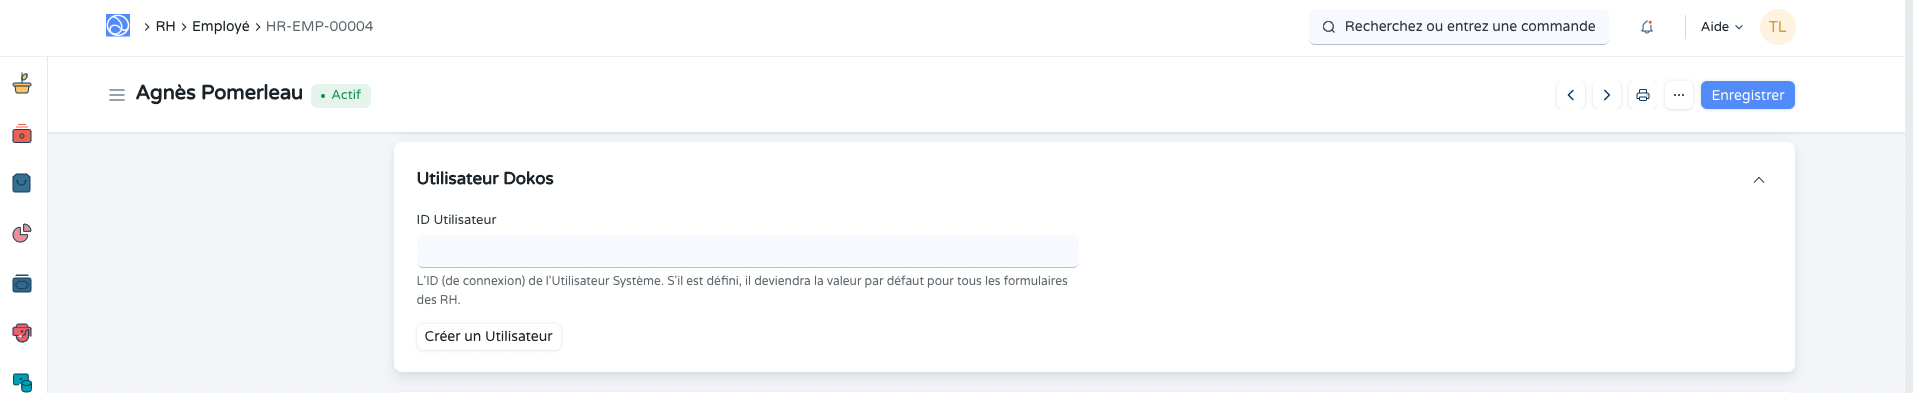 RH > Employé > HR-EMP-00004
Recherchez ou entrez une commande
Aide
TL
Agnès Pomerleau
• Actif
...
Enregistrer
Utilisateur Dokos
ID Utilisateur
L'ID (de connexion) de l'Utilisateur Système. S'il est défini, il deviendra la valeur par défaut pour tous les formulaires
des RH.
Créer un Utilisateur